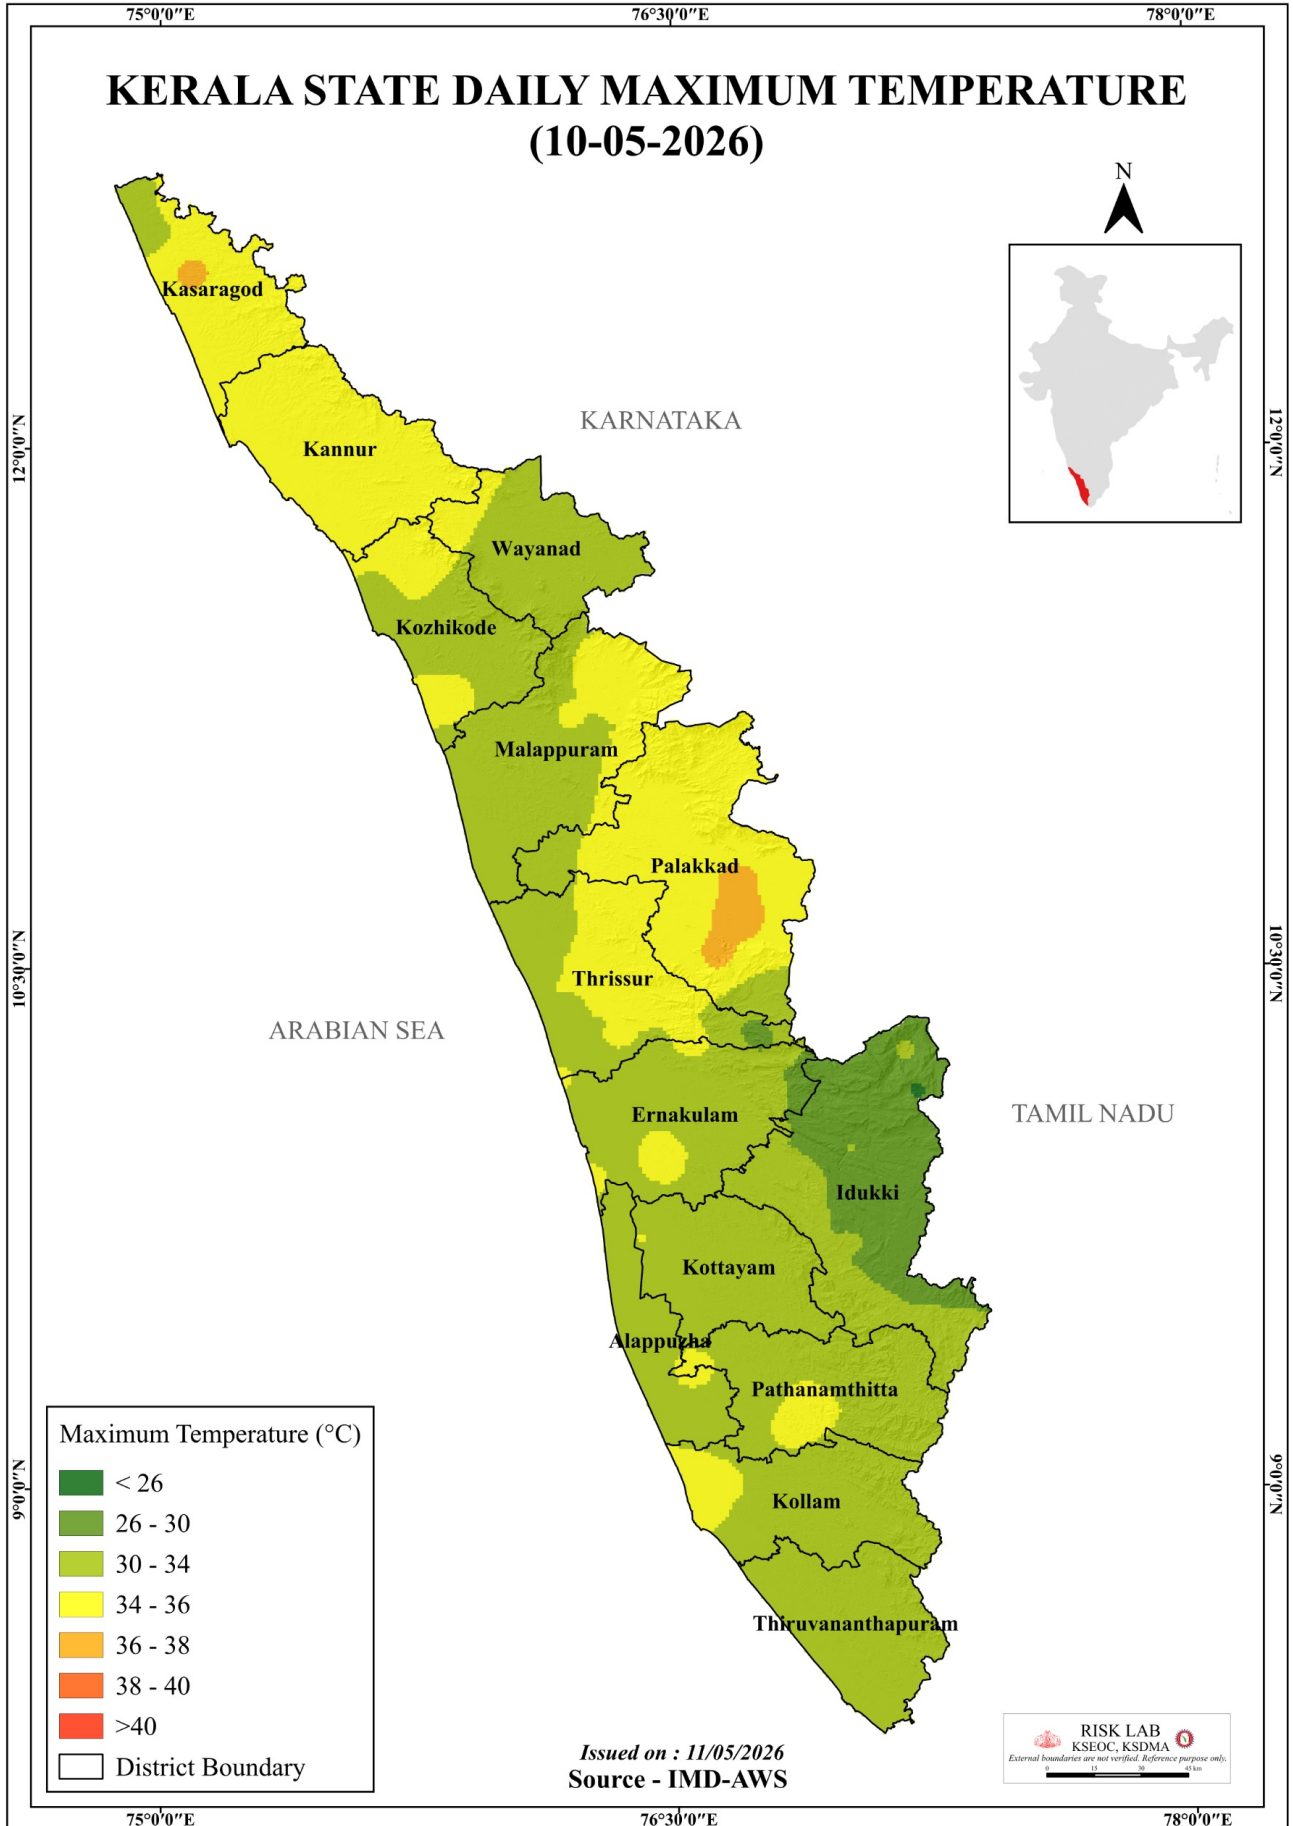 75°0'0"E
76°30'0"E
78°0'0"E
KERALA STATE DAILY MAXIMUM TEMPERATURE
(10-05-2026)
N
Kasaragod
KARNATAKA
12°0'0"N
12°0'0"N
Kannur
Wayanad
Kozhikode
Malappuram
Palakkad
10°30'0"N
10°30'0"N
Thrissur
ARABIAN SEA
Ernakulam
TAMIL NADU
Idukki
Kottayam
Alappuzha
Pathanamthitta
Maximum Temperature (°C)
< 26
26 - 30
30 - 34
34 - 36
36 - 38
38 - 40
>40
District Boundary
9°0'0"N
9°0'0"N
Kollam
Thiruvananthapuram
Issued on : 11/05/2026
Source - IMD-AWS
RISK LAB
KSEOC, KSDMA
External boundaries are not verified. Reference purpose only.
0 15 30 45 km
75°0'0"E
76°30'0"E
78°0'0"E